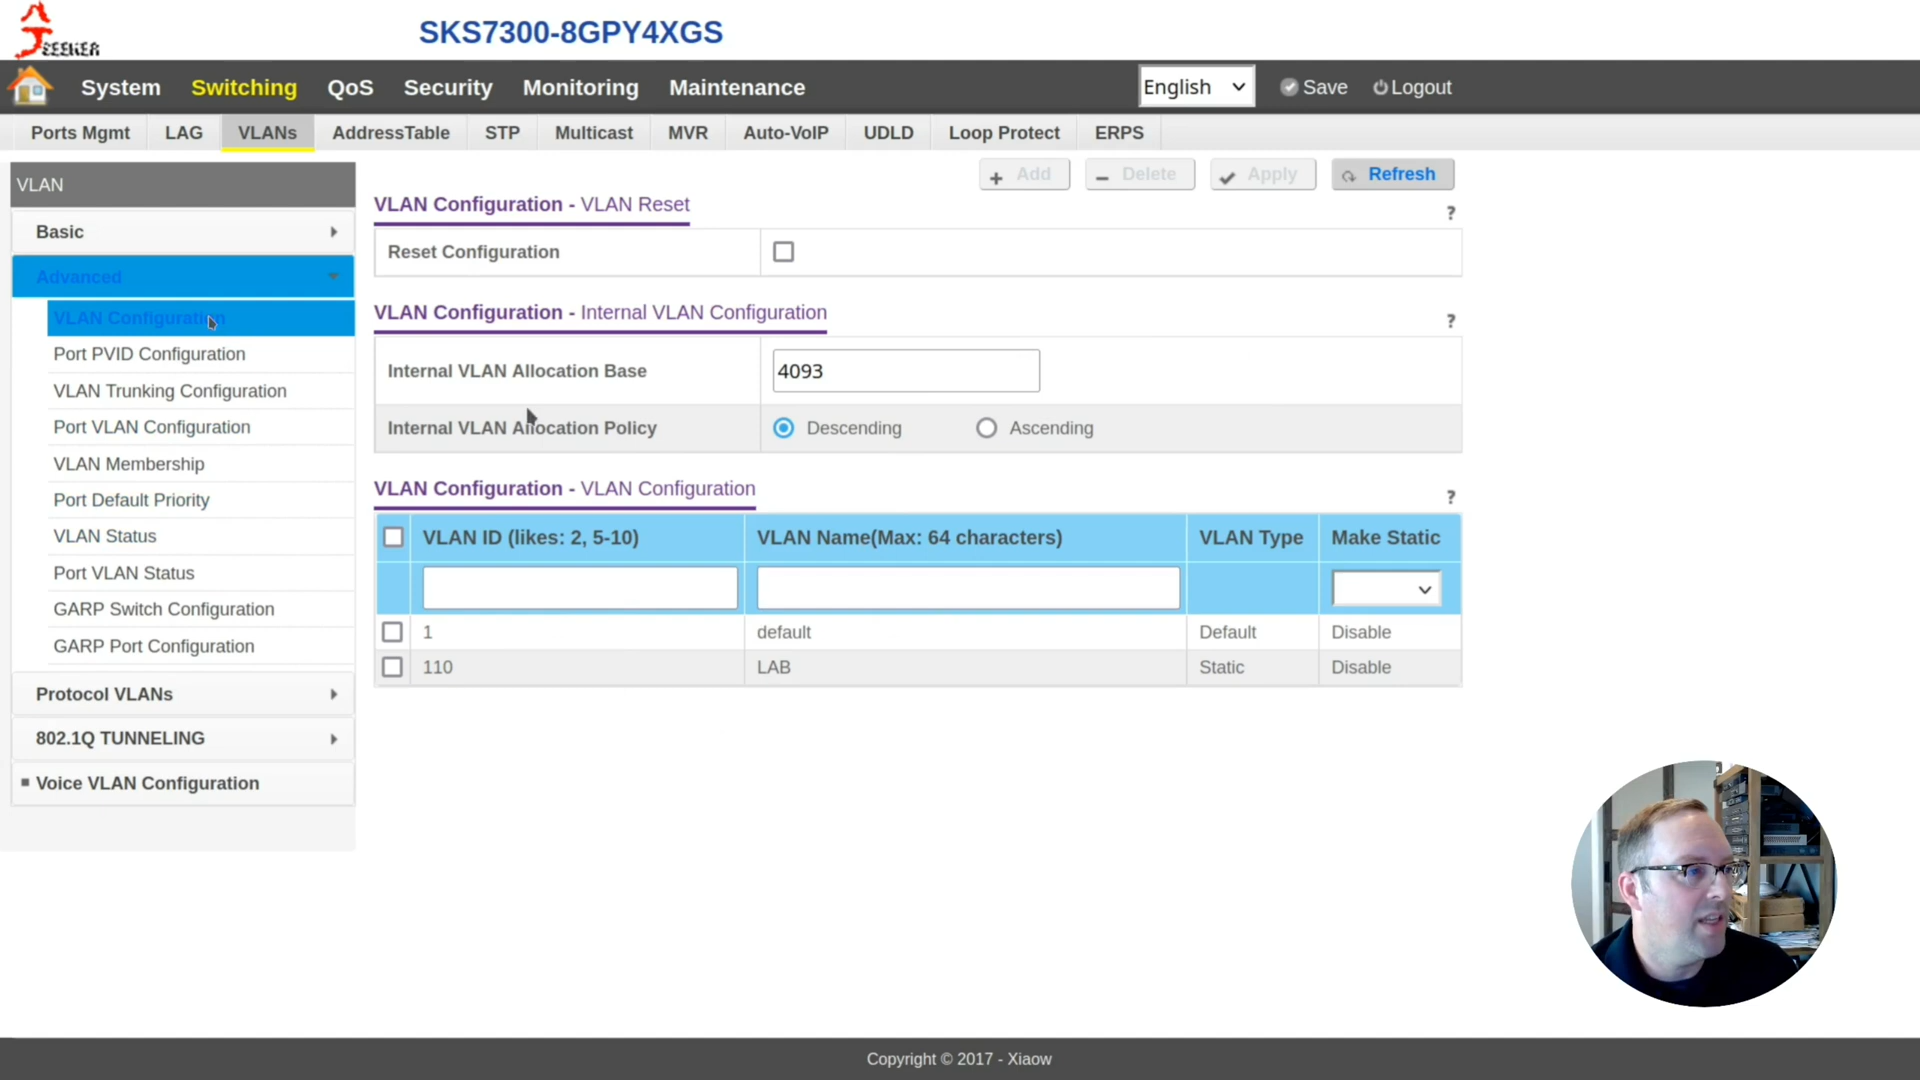 SEEKER
SKS7300-8GPY4XGS
System Switching QoS Security Monitoring Maintenance English Save Logout
Ports Mgmt LAG VLANs AddressTable STP Multicast MVR Auto-VoIP UDLD Loop Protect ERPS
VLAN
Basic
Advanced
VLAN Configuration
Port PVID Configuration
VLAN Trunking Configuration
Port VLAN Configuration
VLAN Membership
Port Default Priority
VLAN Status
Port VLAN Status
GARP Switch Configuration
GARP Port Configuration
Protocol VLANs
802.1Q TUNNELING
Voice VLAN Configuration
+ Add − Delete Apply Refresh
VLAN Configuration - VLAN Reset ?
Reset Configuration
VLAN Configuration - Internal VLAN Configuration ?
Internal VLAN Allocation Base 4093
Internal VLAN Allocation Policy Descending Ascending
VLAN Configuration - VLAN Configuration ?
VLAN ID (likes: 2, 5-10) VLAN Name(Max: 64 characters) VLAN Type Make Static
1 default Default Disable
110 LAB Static Disable
Copyright © 2017 - Xiaow